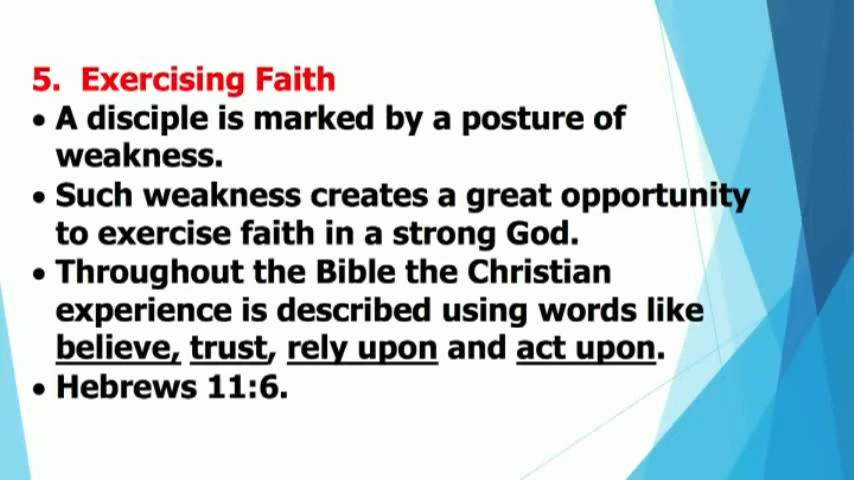 5. Exercising Faith
• A disciple is marked by a posture of
weakness.
• Such weakness creates a great opportunity
to exercise faith in a strong God.
• Throughout the Bible the Christian
experience is described using words like
believe, trust, rely upon and act upon.
• Hebrews 11:6.